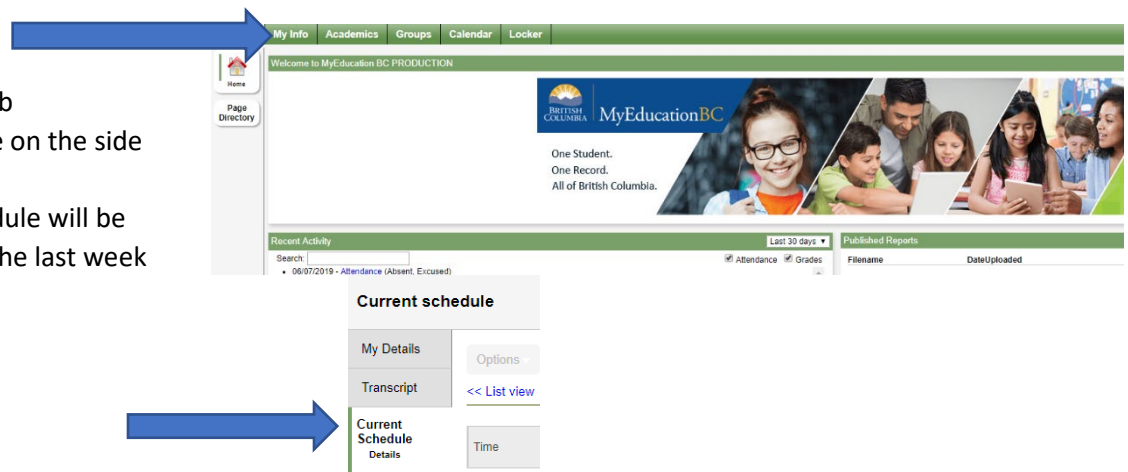 My Info Academics Groups Calendar Locker
Welcome to MyEducation BC PRODUCTION
Home
Page
Directory
b
e on the side
dule will be
he last week
BRITISH
COLUMBIA
MyEducationBC
One Student.
One Record.
All of British Columbia.
Recent Activity
Last 30 days ▼
Published Reports
Search:
Attendance
Grades
Filename
DateUploaded
• 06/07/2019 - Attendance (Absent, Excused)
Current schedule
My Details
Options
Transcript
<< List view
Current
Schedule
Details
Time